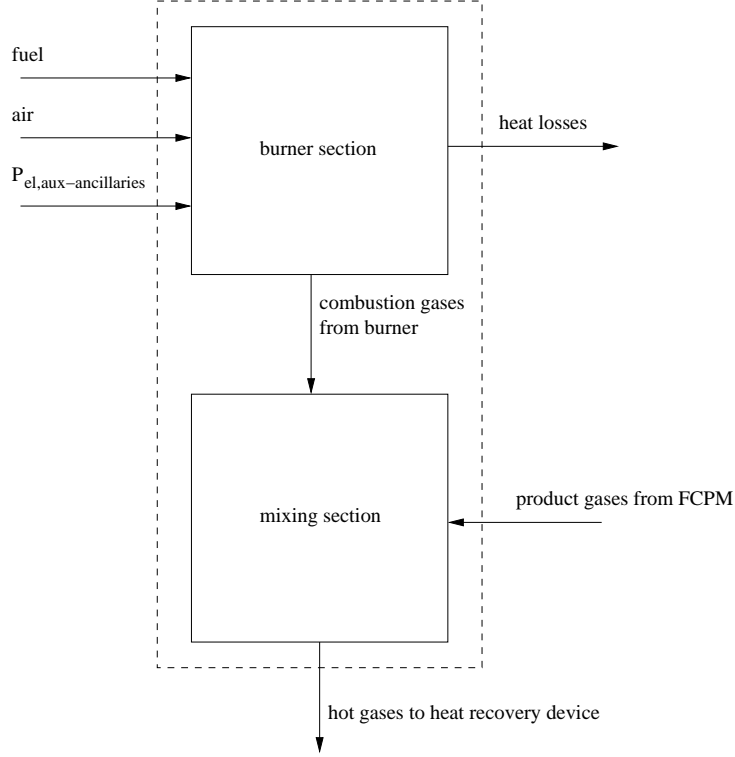 fuel
air
P_el,aux−ancillaries
burner section
heat losses
combustion gases
from burner
mixing section
product gases from FCPM
hot gases to heat recovery device